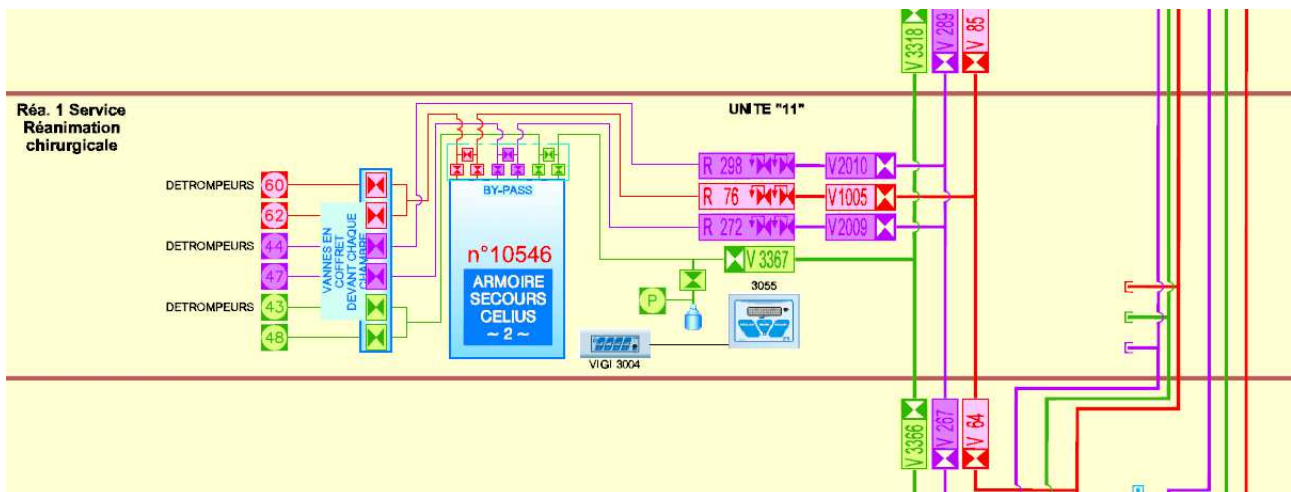 V 3318
V 289
V 85
Réa. 1 Service
Réanimation
chirurgicale
UNITE "11"
DETROMPEURS
60
62
DETROMPEURS
44
47
DETROMPEURS
43
48
VANNES EN
COFFRET
DEVANT CHAQUE
CHAMBRE
BY-PASS
n°10546
ARMOIRE
SECOURS
CELIUS
~ 2 ~
R 298
V2010
R 76
V1005
R 272
V2009
V 3367
P
3055
VIGI 3004
V 3366
V 267
V 64